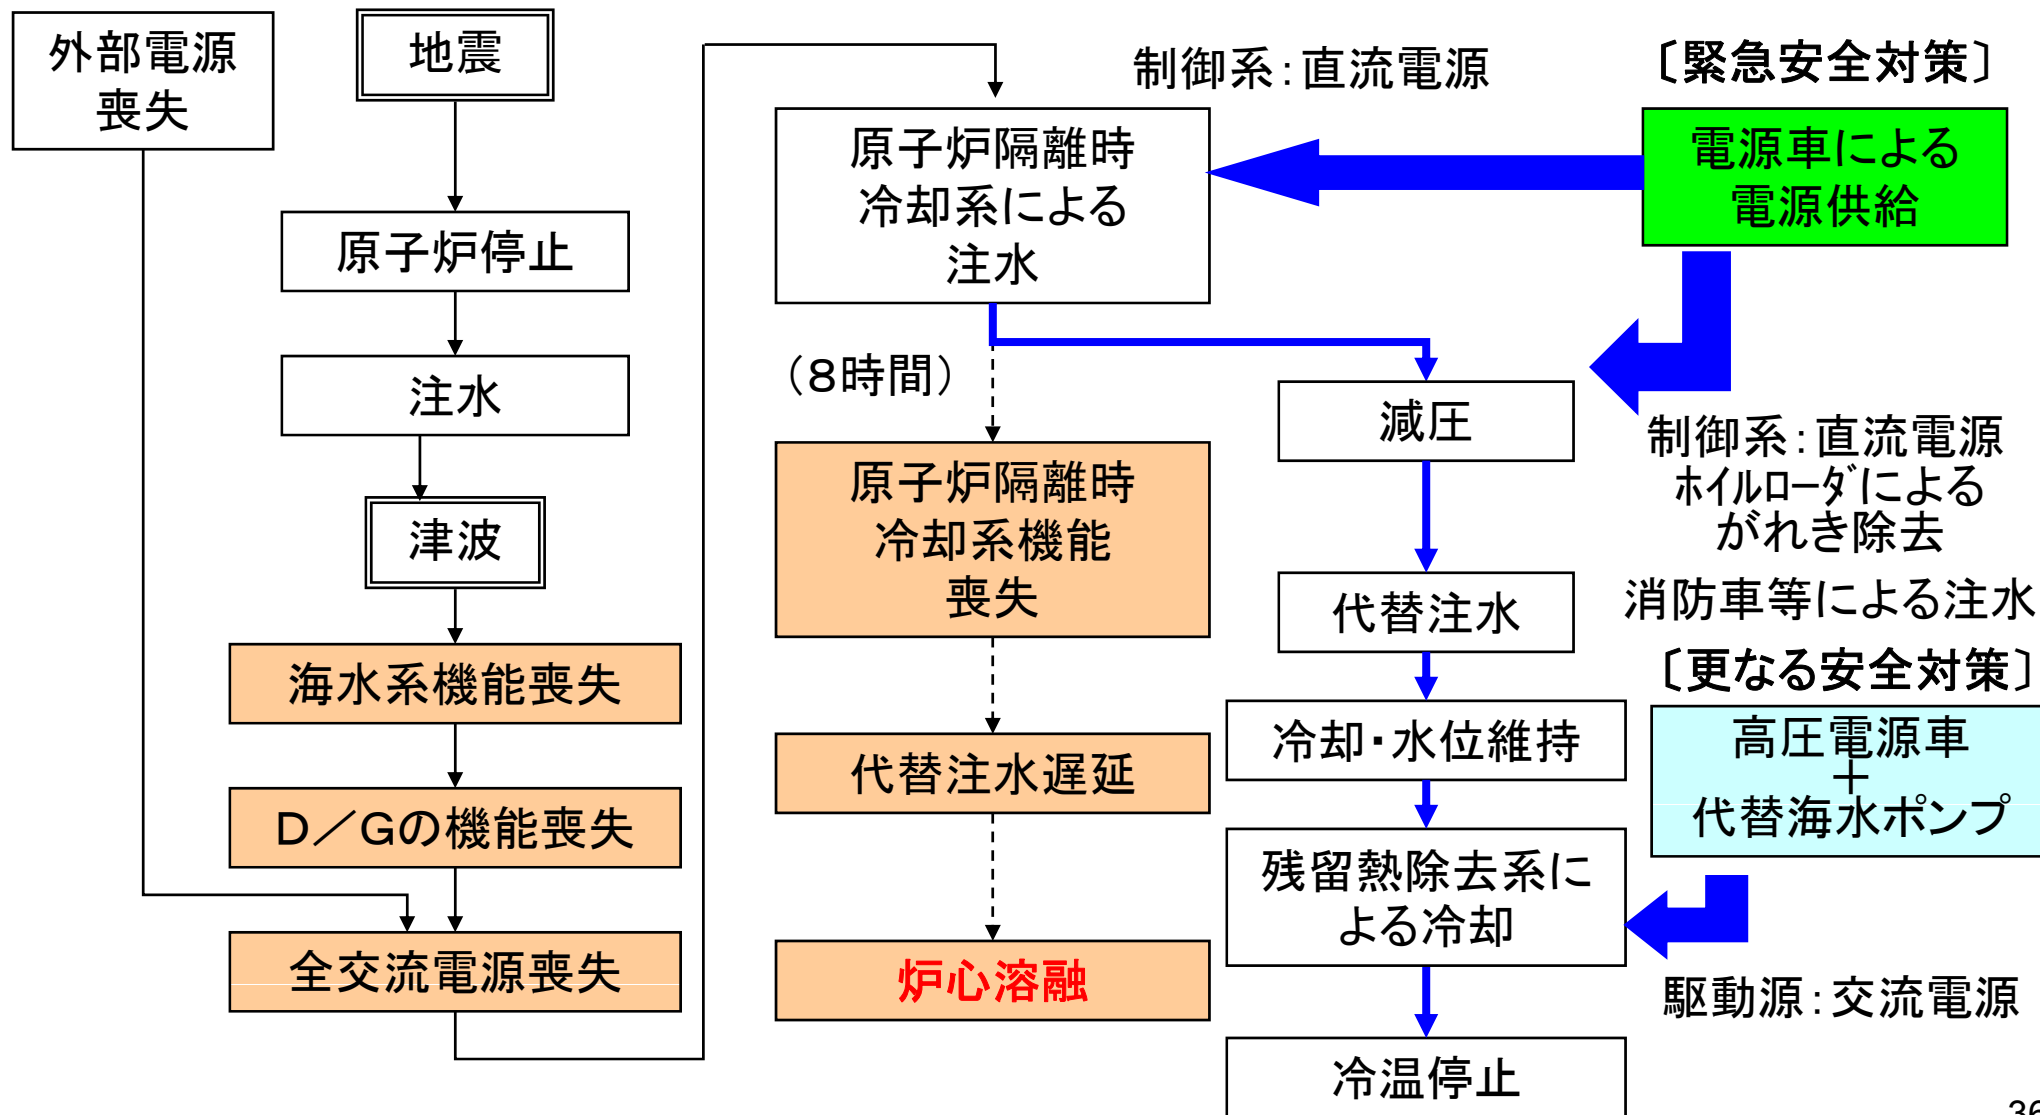 外部電源
喪失
地震
原子炉停止
注水
津波
海水系機能喪失
D／Gの機能喪失
全交流電源喪失
制御系：直流電源
原子炉隔離時
冷却系による
注水
（8時間）
原子炉隔離時
冷却系機能
喪失
代替注水遅延
炉心溶融
減圧
代替注水
冷却・水位維持
残留熱除去系に
よる冷却
冷温停止
〔緊急安全対策〕
電源車による
電源供給
制御系：直流電源
ﾎｲﾙﾛｰﾀﾞによる
がれき除去
消防車等による注水
〔更なる安全対策〕
高圧電源車
＋
代替海水ポンプ
駆動源：交流電源
36